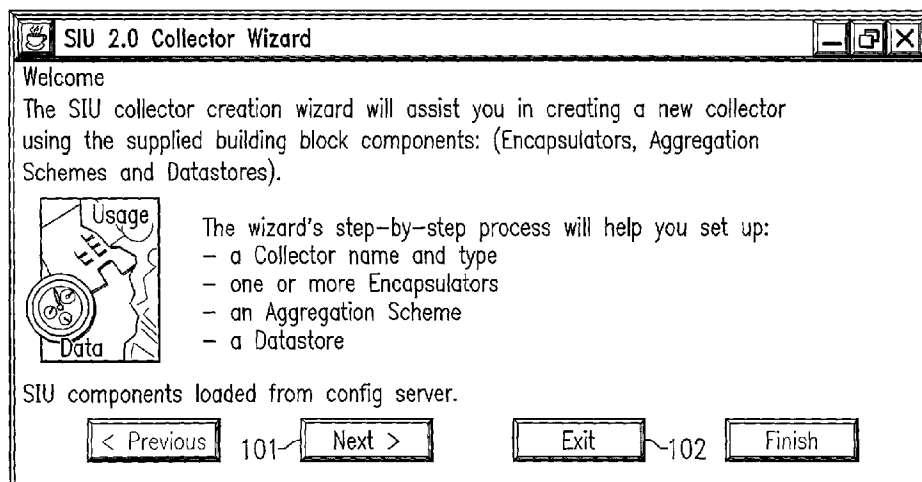 SIU 2.0 Collector Wizard
Welcome
The SIU collector creation wizard will assist you in creating a new collector
using the supplied building block components: (Encapsulators, Aggregation
Schemes and Datastores).
Usage
Data
The wizard's step-by-step process will help you set up:
– a Collector name and type
– one or more Encapsulators
– an Aggregation Scheme
– a Datastore
SIU components loaded from config server.
< Previous 101 Next > Exit 102 Finish